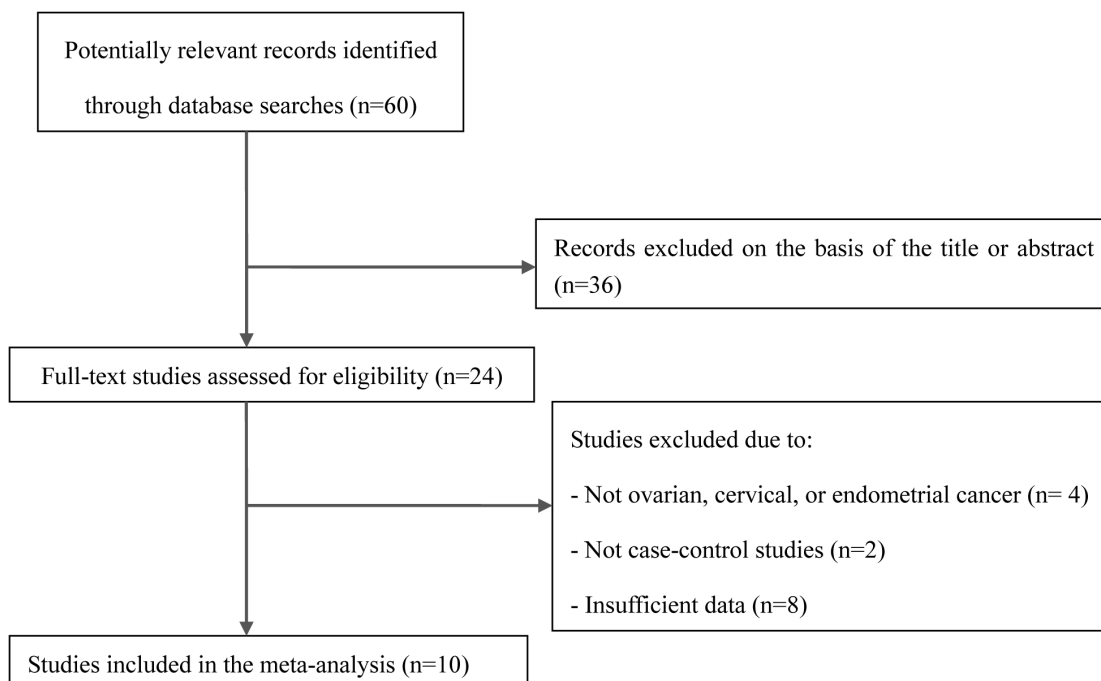 Potentially relevant records identified
through database searches (n=60)
Records excluded on the basis of the title or abstract
(n=36)
Full-text studies assessed for eligibility (n=24)
Studies excluded due to:
- Not ovarian, cervical, or endometrial cancer (n= 4)
- Not case-control studies (n=2)
- Insufficient data (n=8)
Studies included in the meta-analysis (n=10)